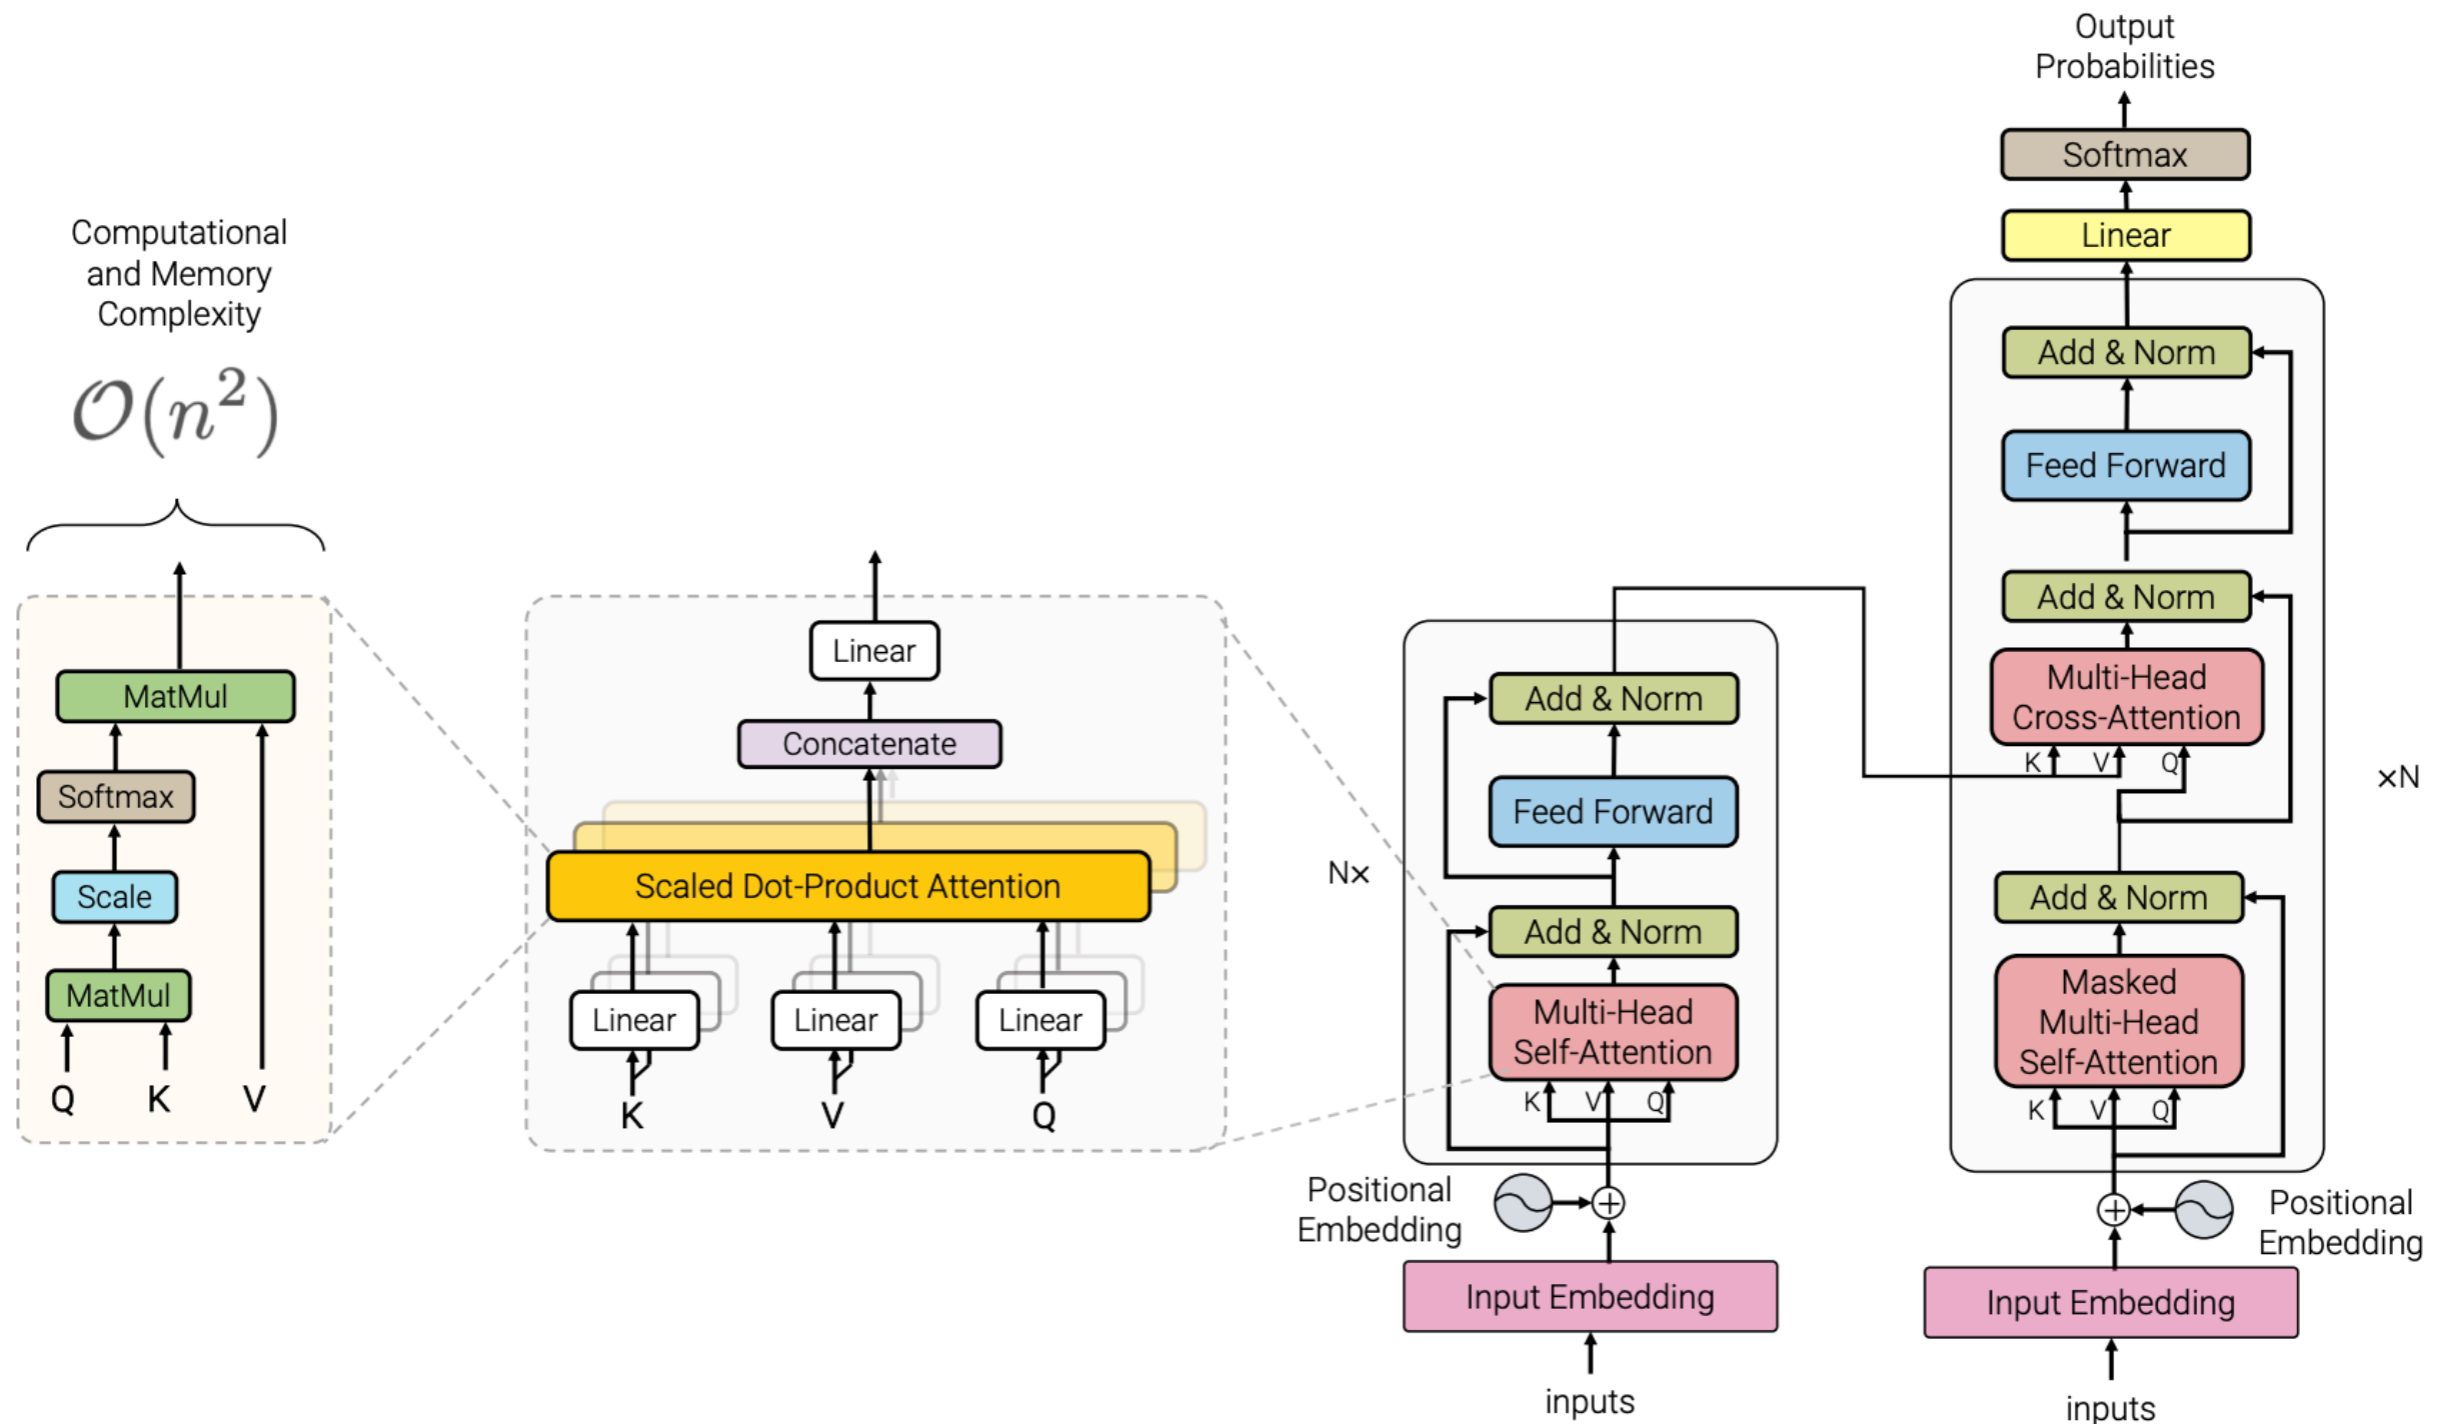 Computational
and Memory
Complexity
𝒪(n²)
MatMul
Softmax
Scale
MatMul
Q K V
Linear
Concatenate
Scaled Dot-Product Attention
Linear Linear Linear
K V Q
N×
Add & Norm
Feed Forward
Add & Norm
Multi-Head
Self-Attention
K V Q
Positional
Embedding
+
Input Embedding
inputs
Output
Probabilities
Softmax
Linear
Add & Norm
Feed Forward
Add & Norm
Multi-Head
Cross-Attention
K V Q
×N
Add & Norm
Masked
Multi-Head
Self-Attention
K V Q
+
Positional
Embedding
Input Embedding
inputs